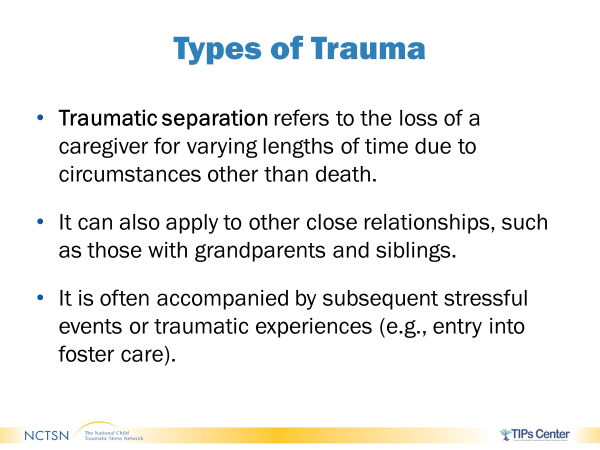 Types of Trauma
• Traumatic separation refers to the loss of a
caregiver for varying lengths of time due to
circumstances other than death.
• It can also apply to other close relationships, such
as those with grandparents and siblings.
• It is often accompanied by subsequent stressful
events or traumatic experiences (e.g., entry into
foster care).
NCTSN
The National Child
Traumatic Stress Network
TIPs Center